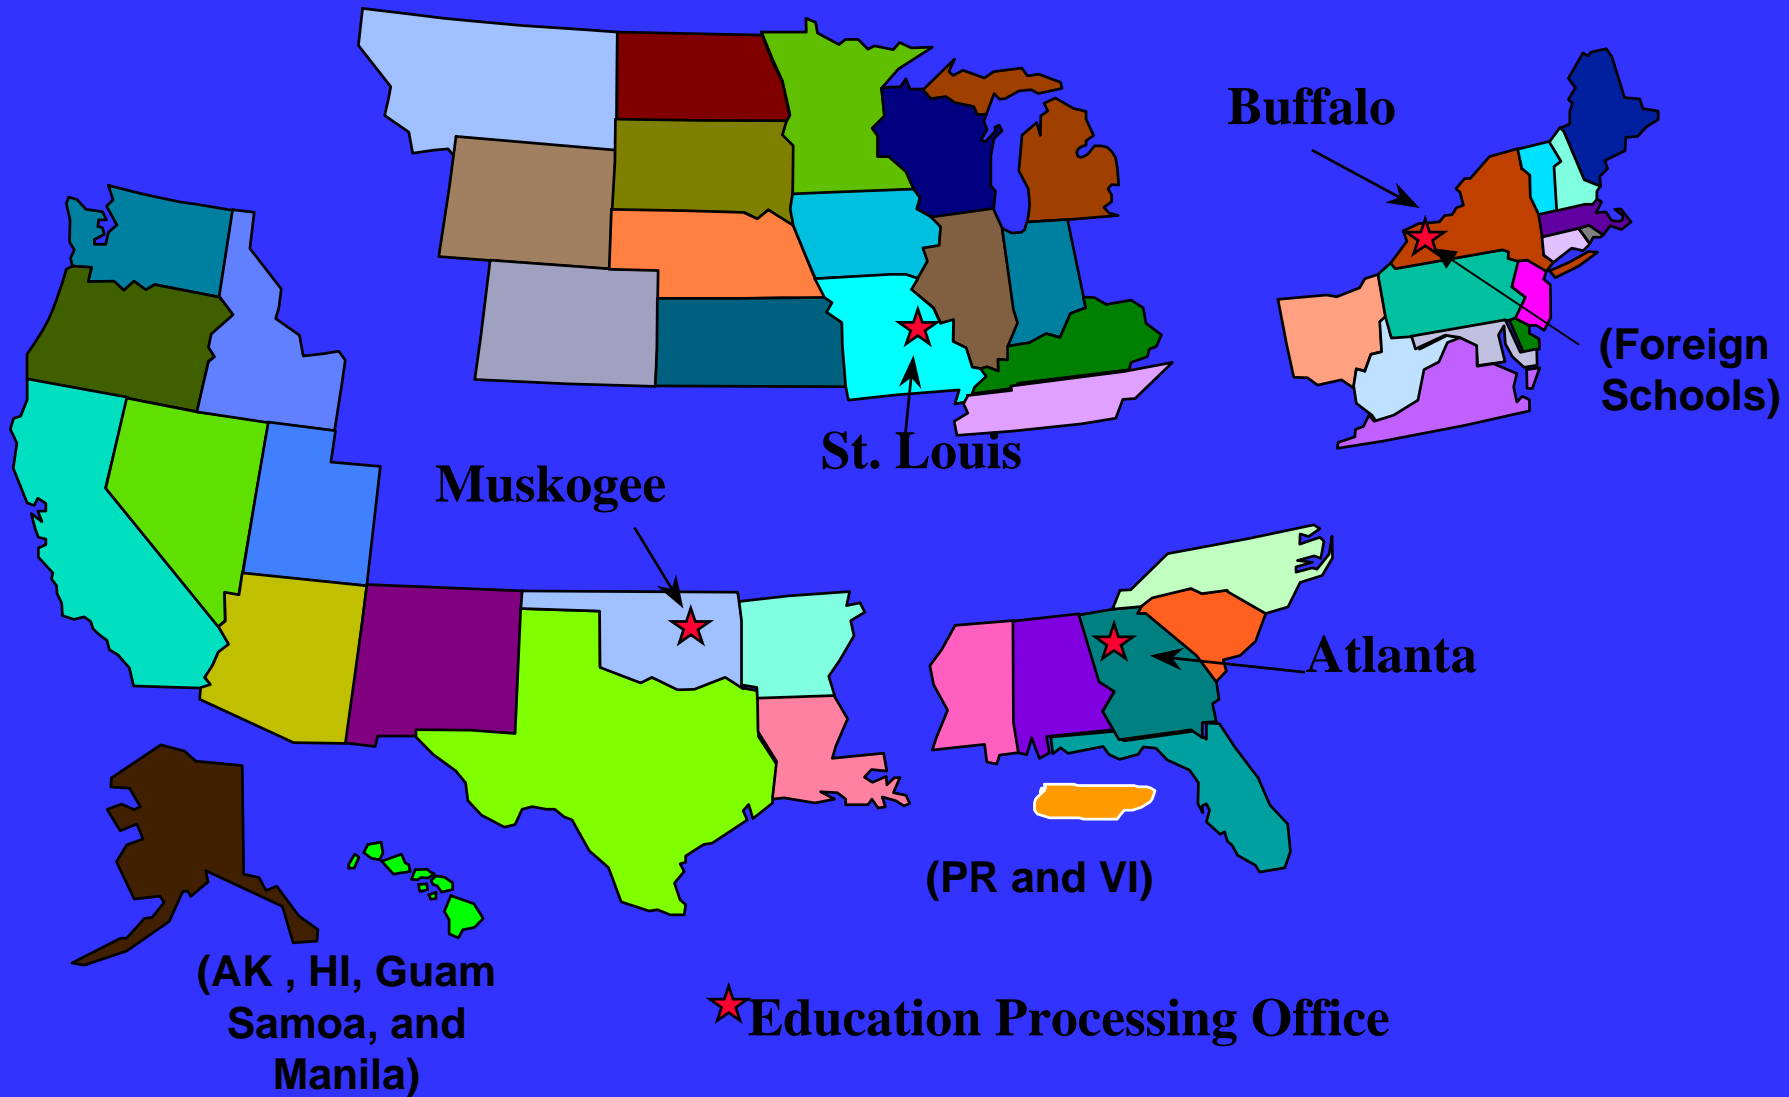 Buffalo
(Foreign
Schools)
St. Louis
Muskogee
Atlanta
(PR and VI)
(AK , HI, Guam
Samoa, and
Manila)
Education Processing Office